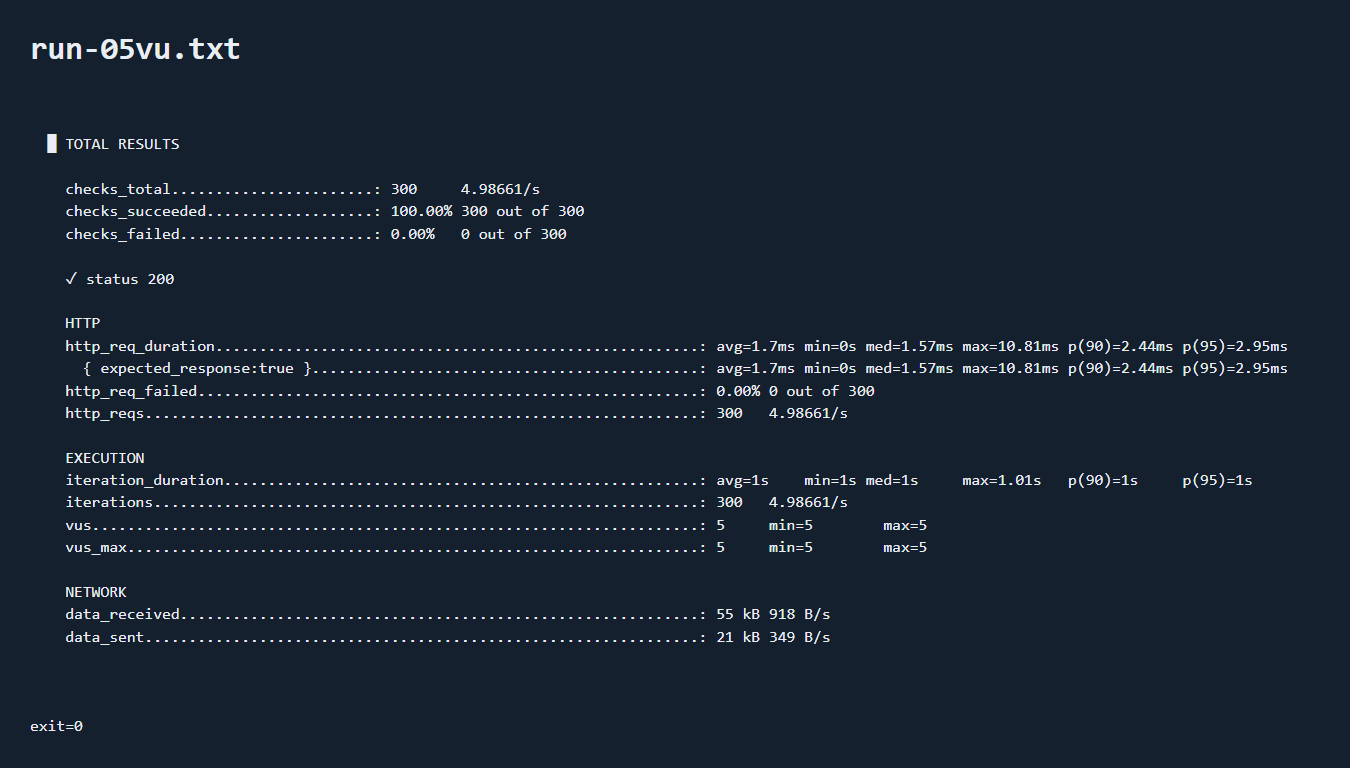 run-05vu.txt
█ TOTAL RESULTS
checks_total.......................: 300     4.98661/s
checks_succeeded...................: 100.00% 300 out of 300
checks_failed......................: 0.00%   0 out of 300
✓ status 200
HTTP
http_req_duration.......................................................: avg=1.7ms min=0s med=1.57ms max=10.81ms p(90)=2.44ms p(95)=2.95ms
{ expected_response:true }............................................: avg=1.7ms min=0s med=1.57ms max=10.81ms p(90)=2.44ms p(95)=2.95ms
http_req_failed.........................................................: 0.00% 0 out of 300
http_reqs...............................................................: 300   4.98661/s
EXECUTION
iteration_duration......................................................: avg=1s    min=1s med=1s     max=1.01s   p(90)=1s     p(95)=1s
iterations..............................................................: 300   4.98661/s
vus.....................................................................: 5     min=5        max=5
vus_max.................................................................: 5     min=5        max=5
NETWORK
data_received...........................................................: 55 kB 918 B/s
data_sent...............................................................: 21 kB 349 B/s
exit=0